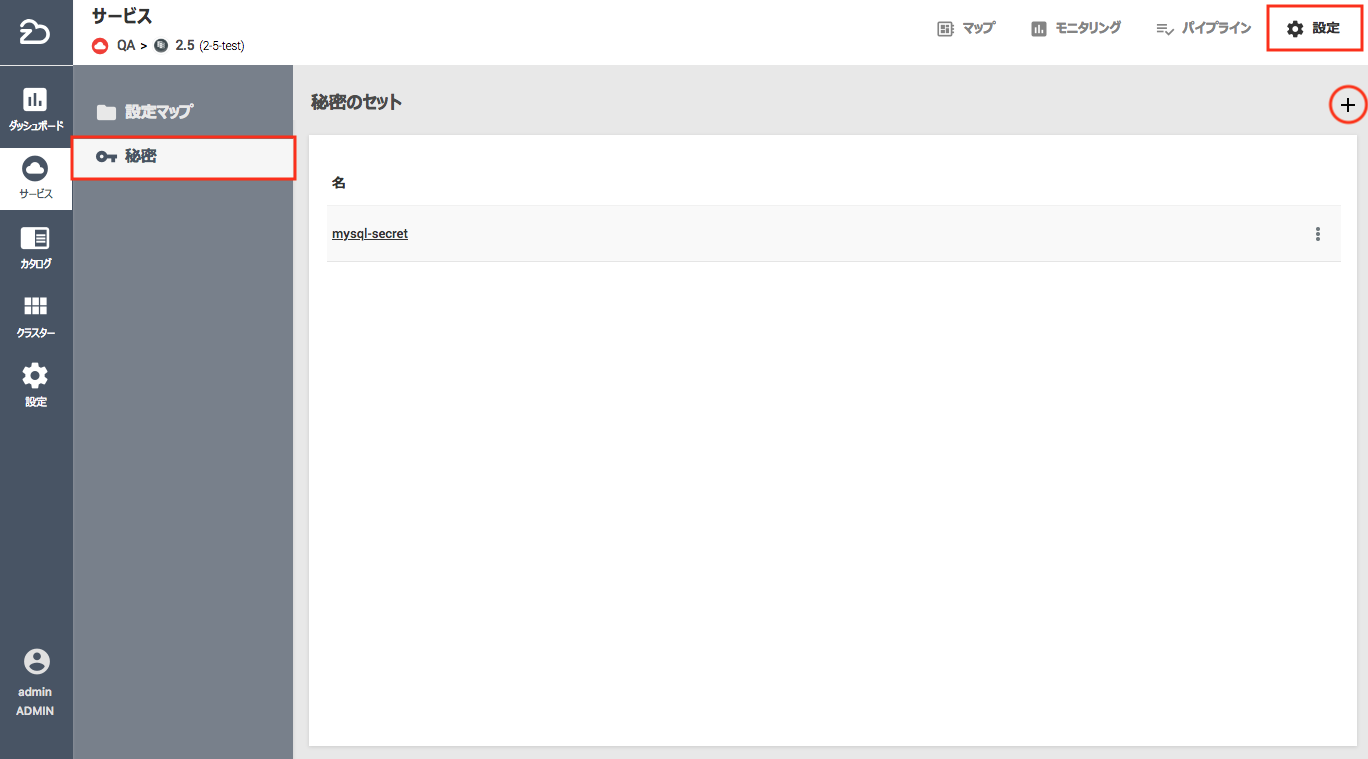 サービス
QA > 2.5 (2-5-test)
マップ
モニタリング
パイプライン
設定
ダッシュボード
サービス
カタログ
クラスター
設定
admin
ADMIN
設定マップ
秘密
秘密のセット
名
mysql-secret